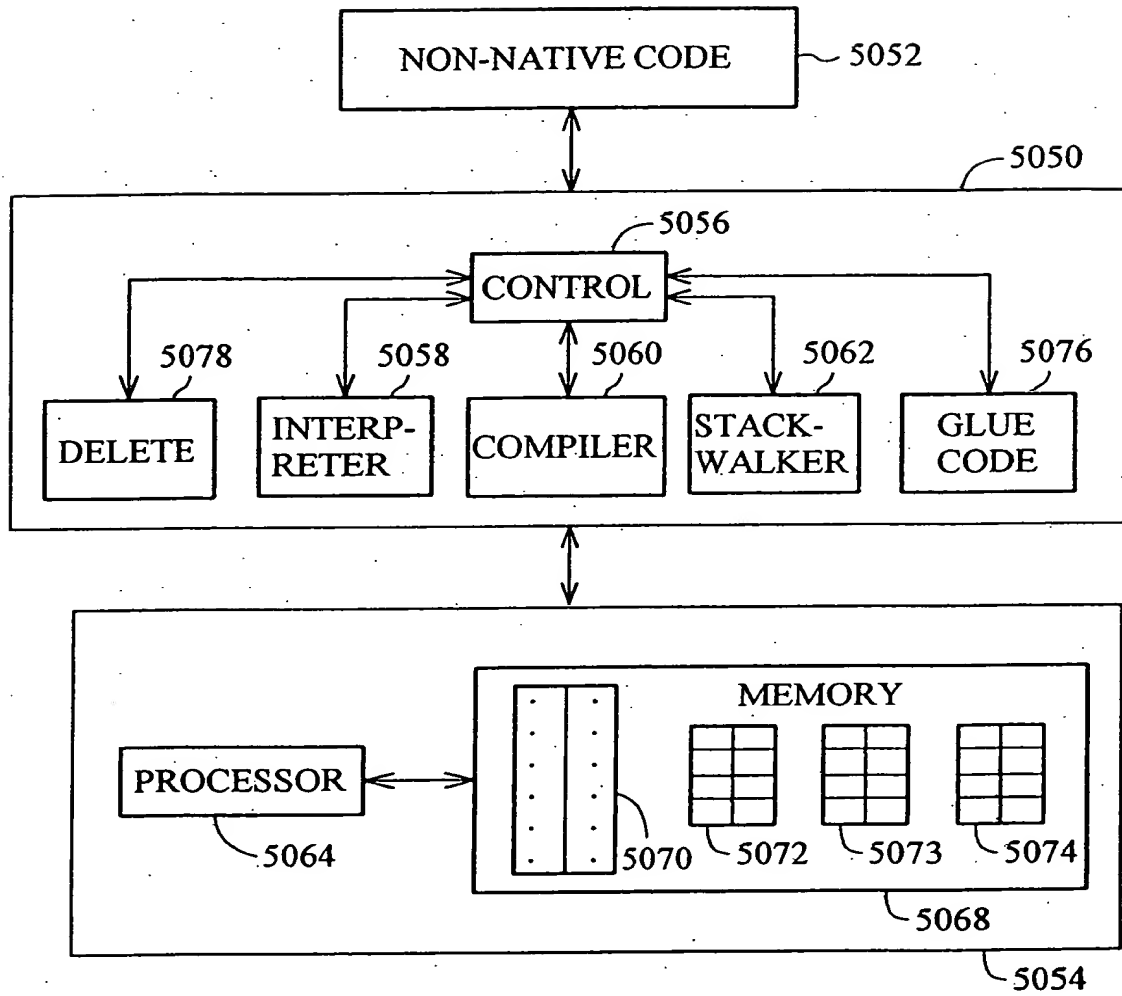 NON-NATIVE CODE
5052
5050
5056
CONTROL
5078
5058
5060
5062
5076
DELETE
INTERP-
RETER
COMPILER
STACK-
WALKER
GLUE
CODE
MEMORY
PROCESSOR
5064
5070
5072
5073
5074
5068
5054